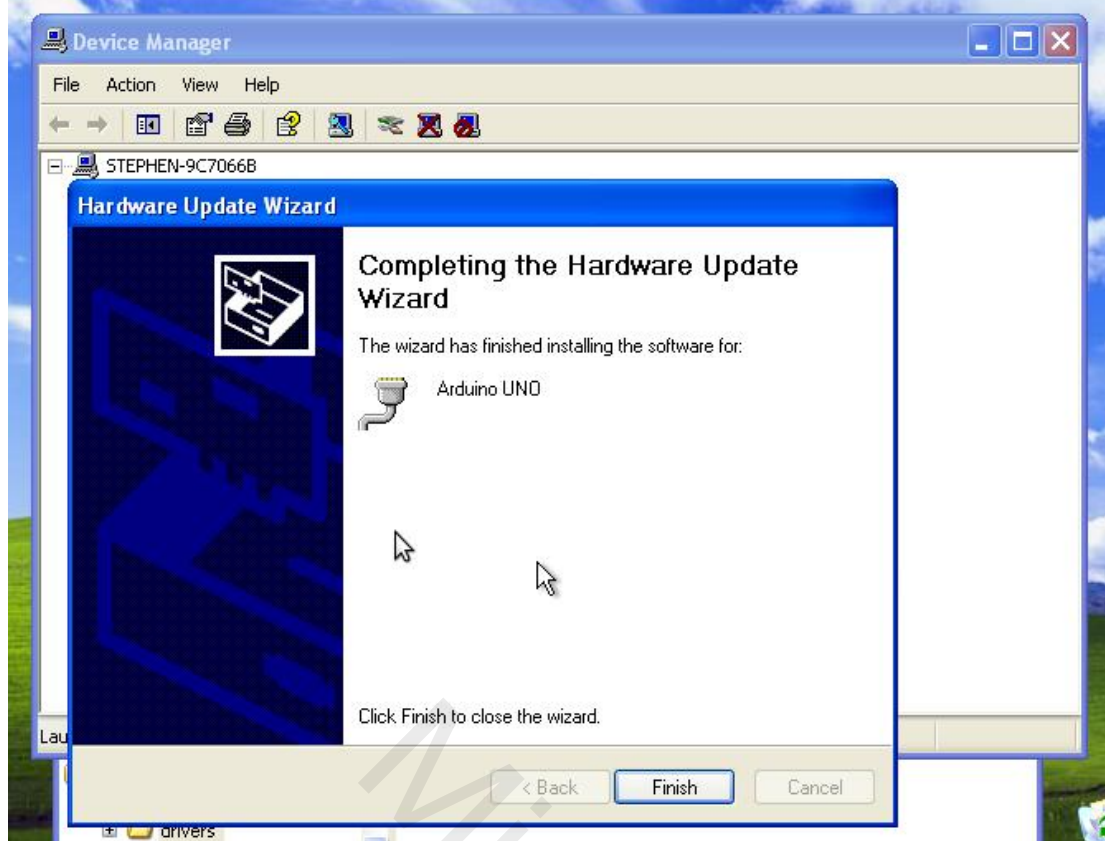 Device Manager
File Action View Help
STEPHEN-9C7066B
Hardware Update Wizard
Completing the Hardware Update
Wizard
The wizard has finished installing the software for:
Arduino UNO
Click Finish to close the wizard.
Lau
< Back Finish Cancel
drivers